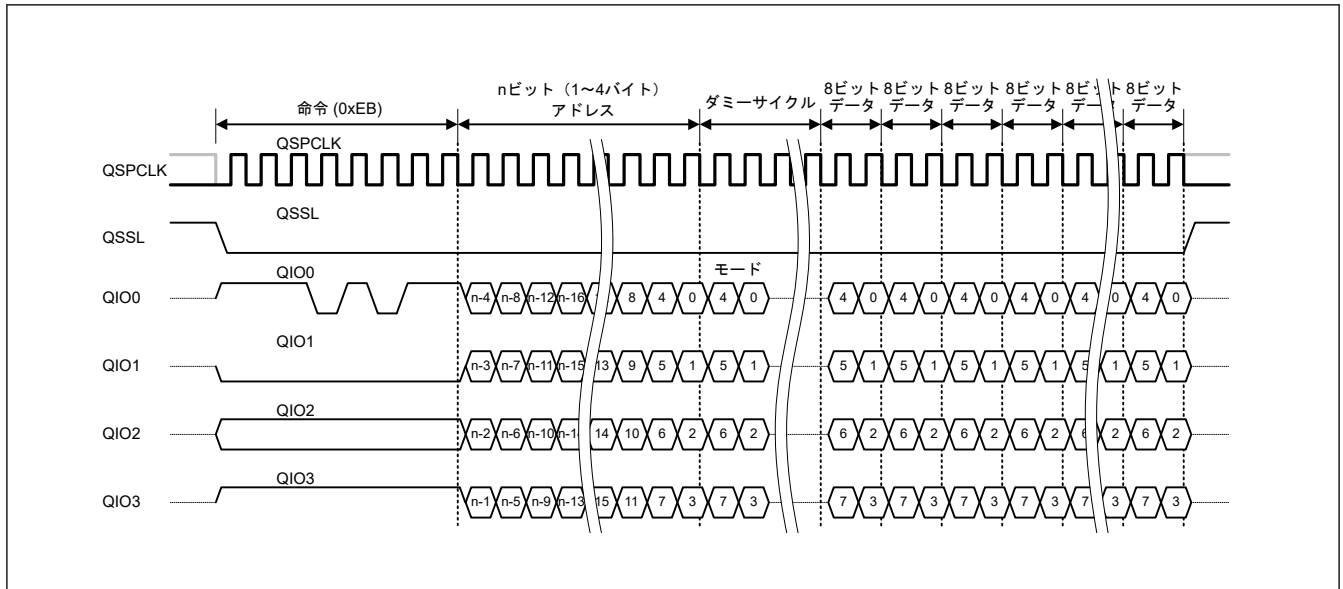 nビット（1～4バイト）
アドレス
命令 (0xEB)
ダミーサイクル
8ビット 8ビット 8ビット 8ビット 8ビット 8ビット
データ データ データ データ データ データ
QSPCLK
QSPCLK
QSSL
QSSL
モード
QIO0
QIO0 n-4 n-8 n-12 n-16 8 4 0 4 0 4 0 4 0 4 0 4 0 4 0 4 0
QIO1
QIO1 n-3 n-7 n-11 n-15 13 9 5 1 5 1 5 1 5 1 5 1 5 1 5 1 5 1
QIO2
QIO2 n-2 n-6 n-10 14 10 6 2 6 2 6 2 6 2 6 2 6 2 6 2 6 2
QIO3
QIO3 n-1 n-5 n-9 n-13 15 11 7 3 7 3 7 3 7 3 7 3 7 3 7 3 7 3